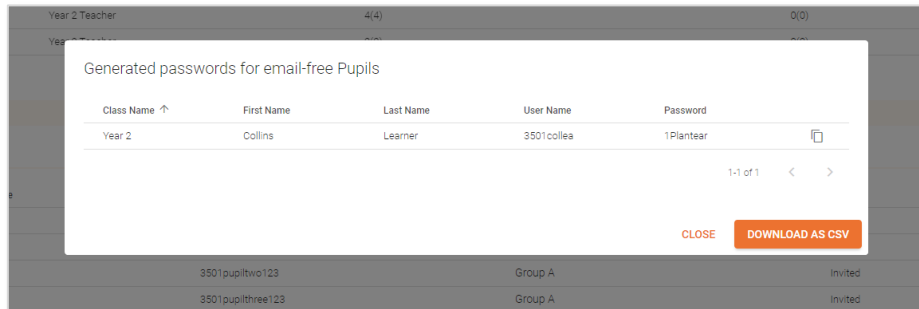 Year 2 Teacher 4(4) 0(0)
Generated passwords for email-free Pupils
Class Name ↑ First Name Last Name User Name Password
Year 2 Collins Learner 3501collea 1Plantear
1-1 of 1
CLOSE DOWNLOAD AS CSV
3501pupiltwo123 Group A Invited
3501pupilthree123 Group A Invited